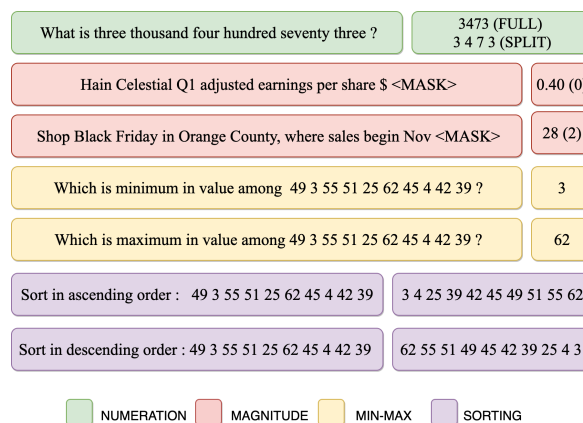 What is three thousand four hundred seventy three ?
3473 (FULL)
3 4 7 3 (SPLIT)
Hain Celestial Q1 adjusted earnings per share $ <MASK>
0.40 (0
Shop Black Friday in Orange County, where sales begin Nov <MASK>
28 (2)
Which is minimum in value among 49 3 55 51 25 62 45 4 42 39 ?
3
Which is maximum in value among 49 3 55 51 25 62 45 4 42 39 ?
62
Sort in ascending order : 49 3 55 51 25 62 45 4 42 39
3 4 25 39 42 45 49 51 55 62
Sort in descending order : 49 3 55 51 25 62 45 4 42 39
62 55 51 49 45 42 39 25 4 3
NUMERATION
MAGNITUDE
MIN-MAX
SORTING